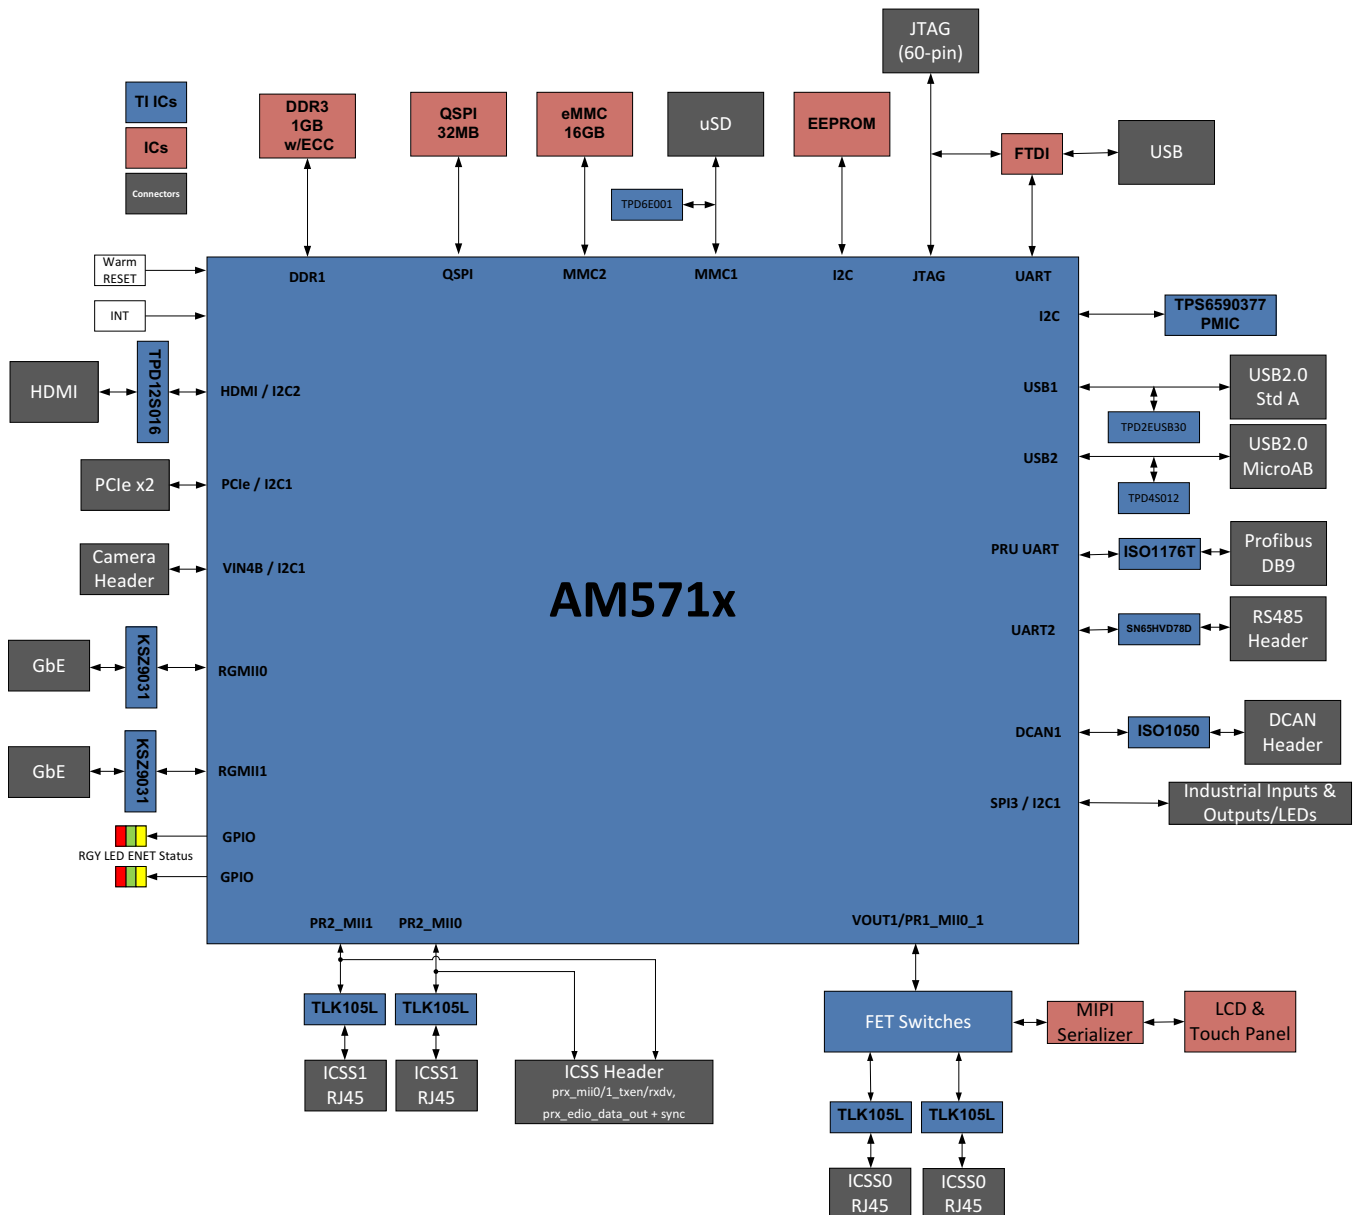 JTAG
(60-pin)
TI ICs
ICs
Connectors
DDR3
1GB
w/ECC
QSPI
32MB
eMMC
16GB
uSD
EEPROM
FTDI
USB
TPD6E001
Warm
RESET
INT
DDR1
QSPI
MMC2
MMC1
I2C
JTAG
UART
I2C
TPS6590377
PMIC
HDMI
TPD12S016
HDMI / I2C2
USB1
USB2.0
Std A
TPD2EUSB30
USB2
USB2.0
MicroAB
TPD4S012
PCIe x2
PCIe / I2C1
Camera
Header
VIN4B / I2C1
PRU UART
ISO1176T
Profibus
DB9
AM571x
UART2
SN65HVD78D
RS485
Header
GbE
KSZ9031
RGMII0
DCAN1
ISO1050
DCAN
Header
GbE
KSZ9031
RGMII1
SPI3 / I2C1
Industrial Inputs &
Outputs/LEDs
GPIO
RGY LED ENET Status
GPIO
PR2_MII1
PR2_MII0
VOUT1/PR1_MII0_1
TLK105L
TLK105L
FET Switches
MIPI
Serializer
LCD &
Touch Panel
ICSS1
RJ45
ICSS1
RJ45
ICSS Header
prx_mii0/1_txen/rxdv,
prx_edio_data_out + sync
TLK105L
TLK105L
ICSS0
RJ45
ICSS0
RJ45